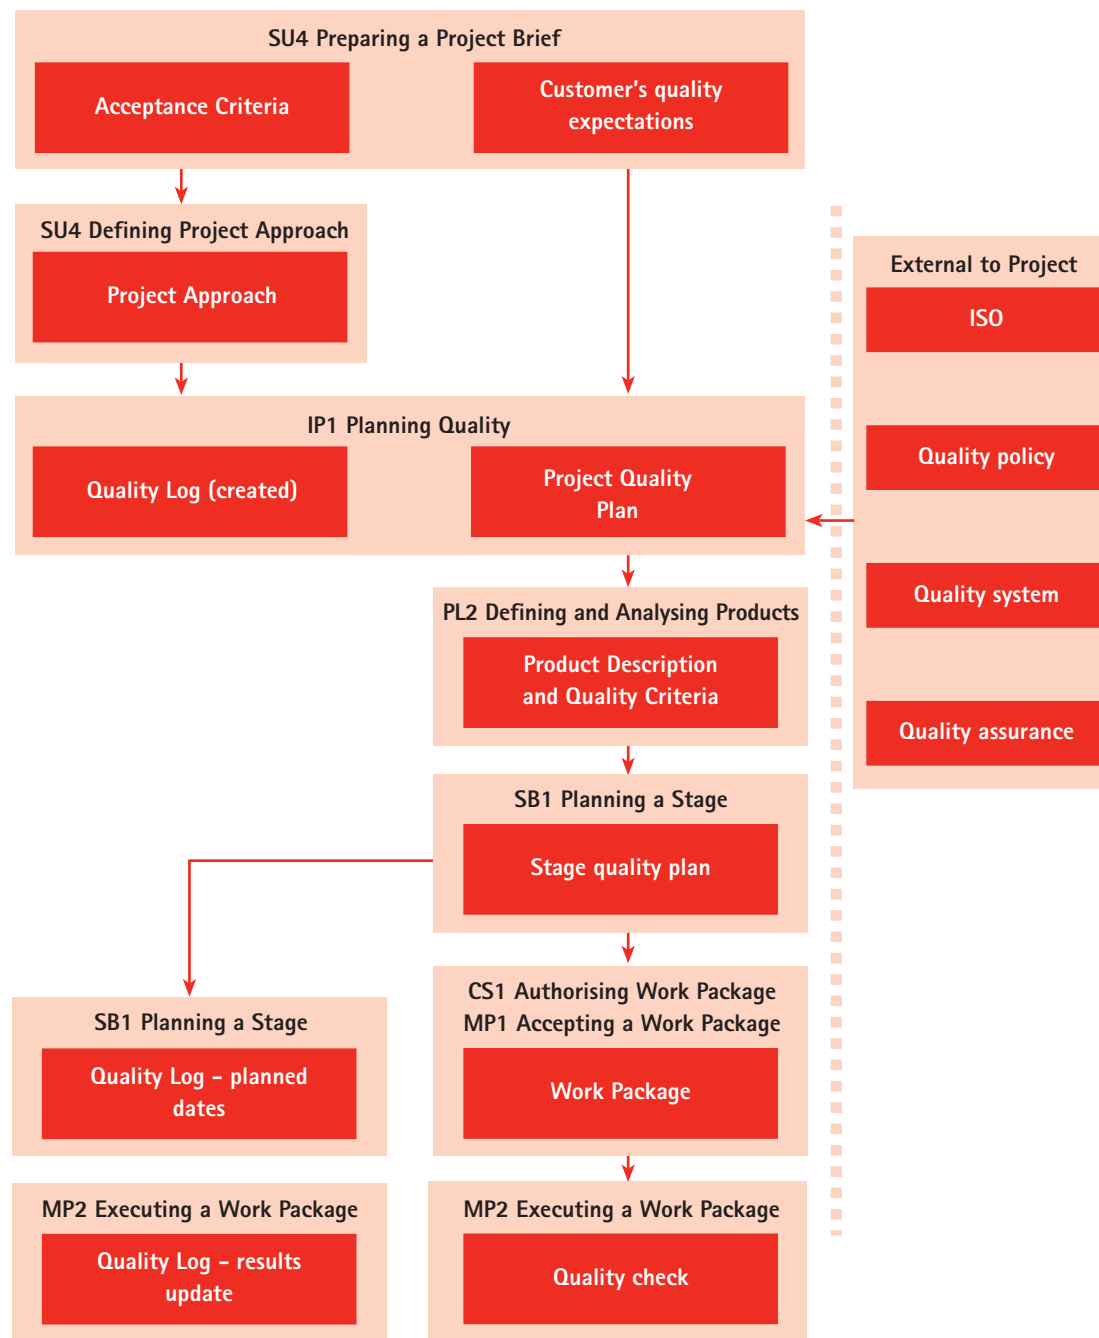 SU4 Preparing a Project Brief
Acceptance Criteria
Customer's quality
expectations
SU4 Defining Project Approach
Project Approach
External to Project
ISO
Quality policy
Quality system
Quality assurance
IP1 Planning Quality
Quality Log (created)
Project Quality
Plan
PL2 Defining and Analysing Products
Product Description
and Quality Criteria
SB1 Planning a Stage
Stage quality plan
SB1 Planning a Stage
Quality Log - planned
dates
CS1 Authorising Work Package
MP1 Accepting a Work Package
Work Package
MP2 Executing a Work Package
Quality Log - results
update
MP2 Executing a Work Package
Quality check